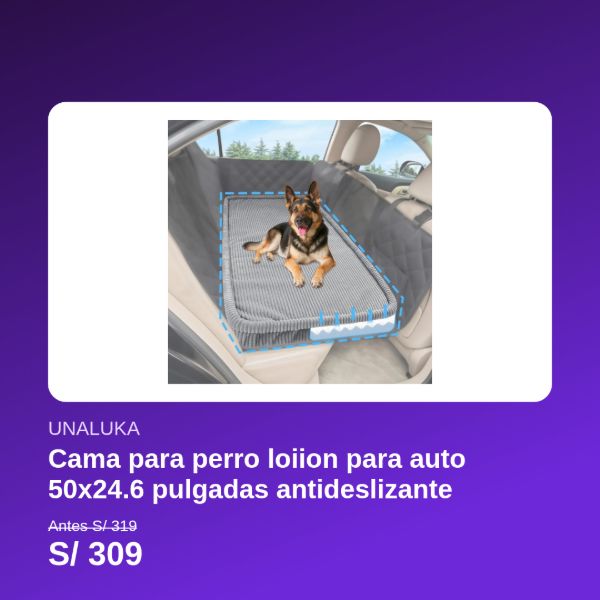 UNALUKA
Cama para perro loiion para auto
50x24.6 pulgadas antideslizante
Antes S/ 319
S/ 309